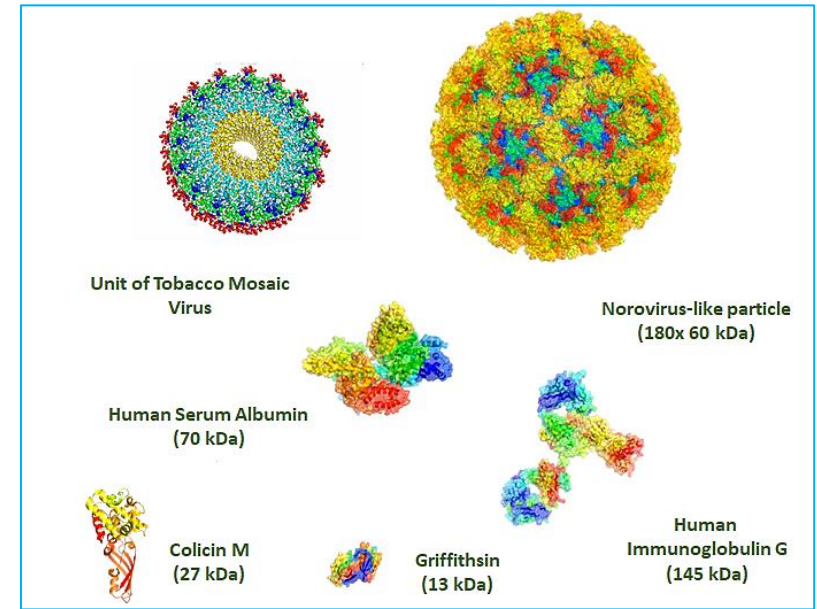 Unit of Tobacco Mosaic
Virus
Norovirus-like particle
(180x 60 kDa)
Human Serum Albumin
(70 kDa)
Colicin M
(27 kDa)
Griffithsin
(13 kDa)
Human
Immunoglobulin G
(145 kDa)